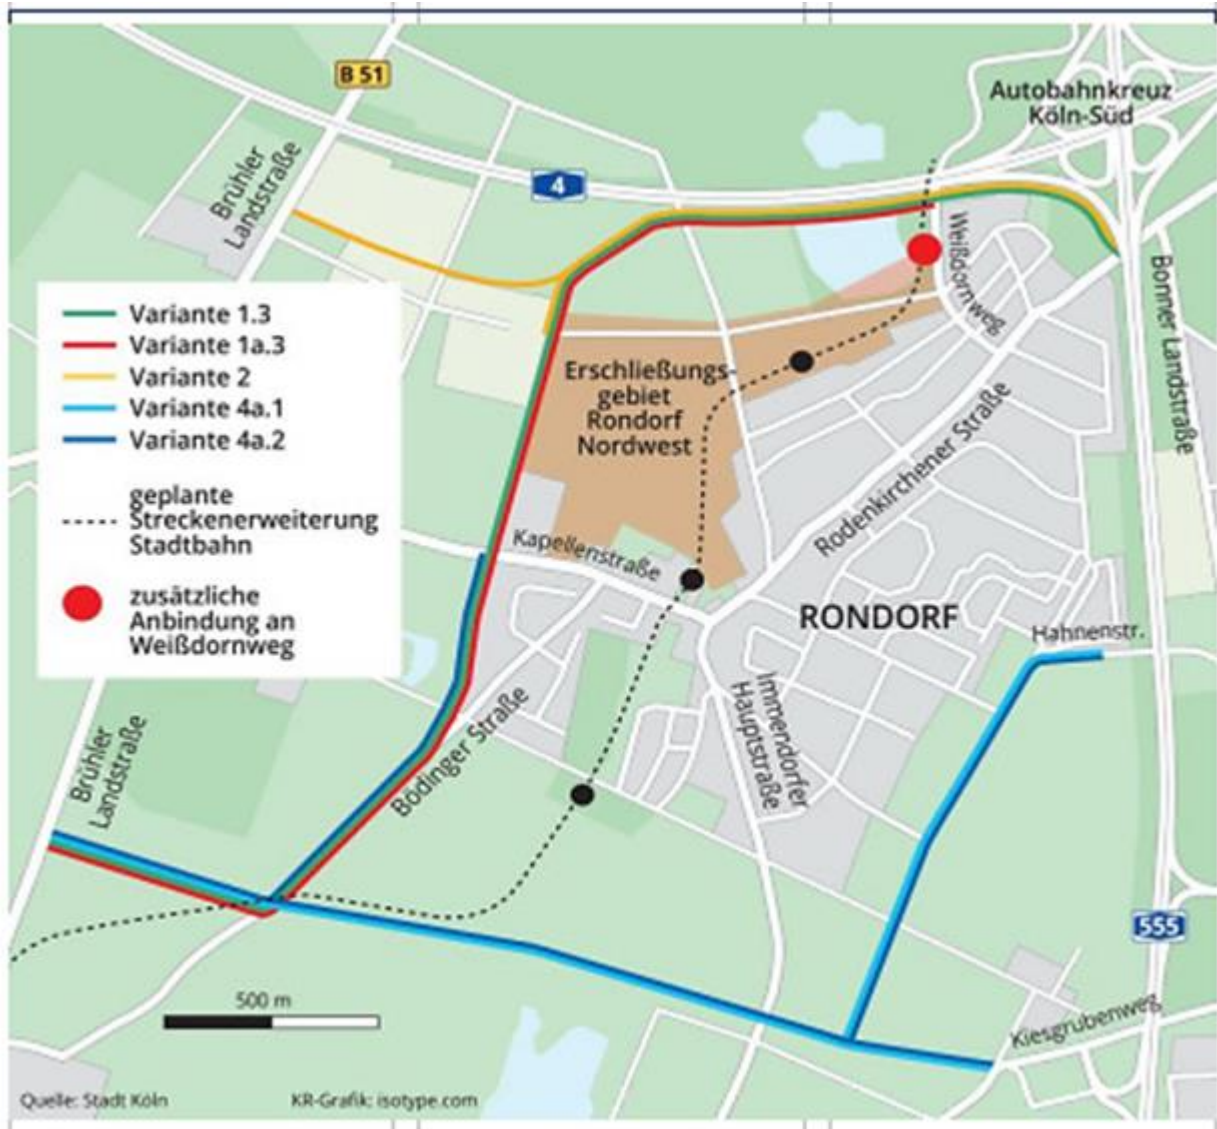 B 51
Autobahnkreuz
Köln-Süd
Brühler
Landstraße
4
Weißdornweg
Bonner Landstraße
Variante 1.3
Variante 1a.3
Variante 2
Variante 4a.1
Variante 4a.2
geplante
Streckenerweiterung
Stadtbahn
zusätzliche
Anbindung an
Weißdornweg
Erschließungs-
gebiet
Rondorf
Nordwest
Rodenkirchener Straße
Kapellenstraße
RONDORF
Hahnenstr.
Immendorfer
Hauptstraße
Bödinger Straße
Brühler
Landstraße
555
500 m
Kiesgrubenweg
Quelle: Stadt Köln
KR-Grafik: isotype.com